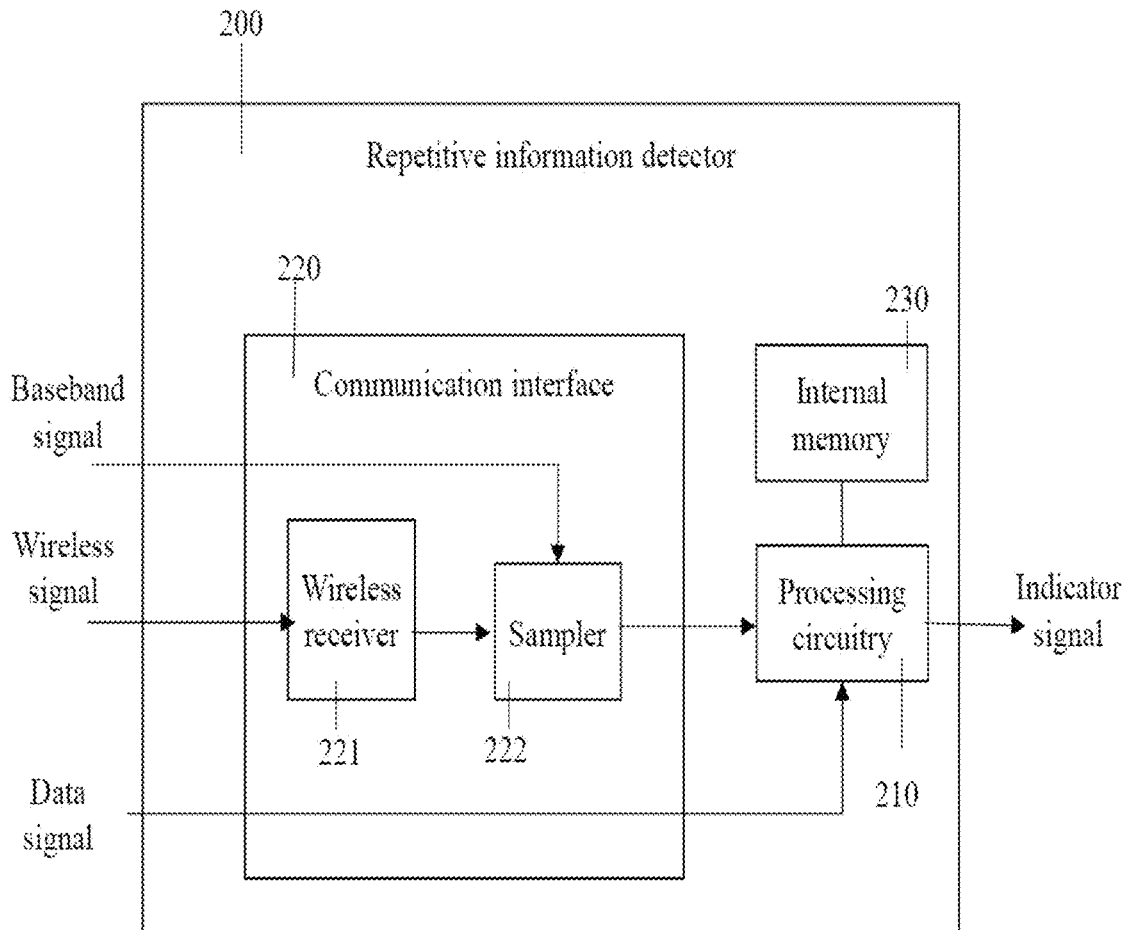 200
Repetitive information detector
220
230
Communication interface
Internal
memory
Baseband
signal
Wireless
signal
Wireless
receiver
Sampler
Processing
circuitry
Indicator
signal
221
222
210
Data
signal